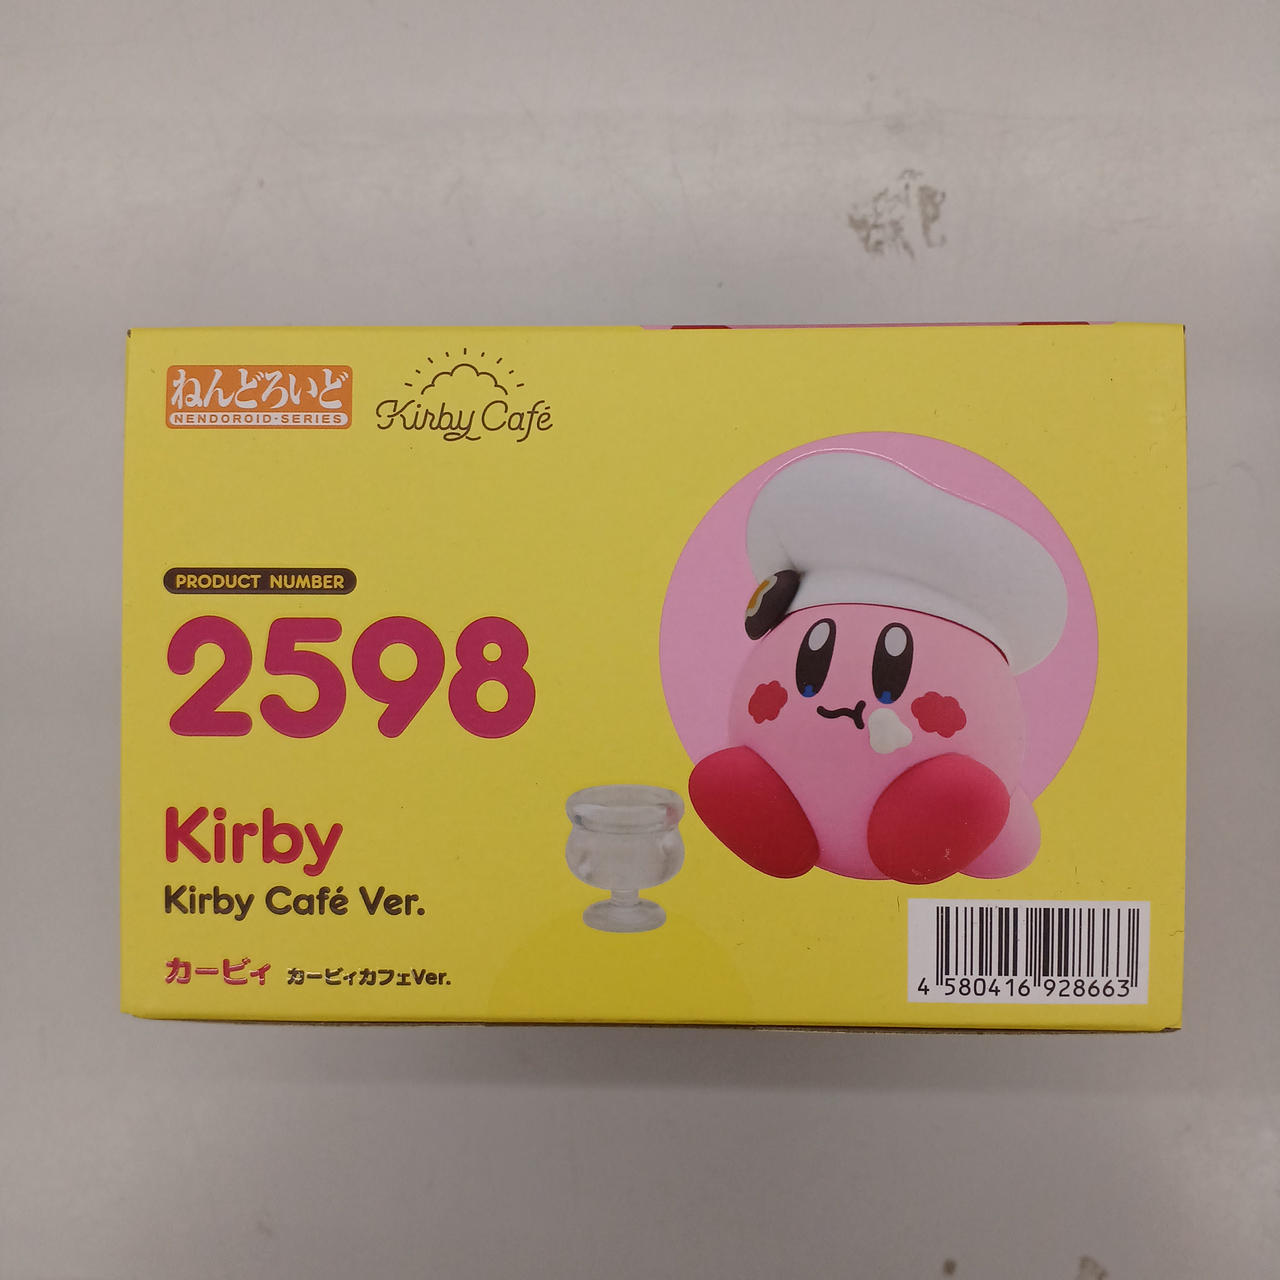 ねんどろいど
NENDOROID-SERIES
Kirby Café
PRODUCT NUMBER
2598
Kirby
Kirby Café Ver.
カービィ カービィカフェVer.
4 580416 928663